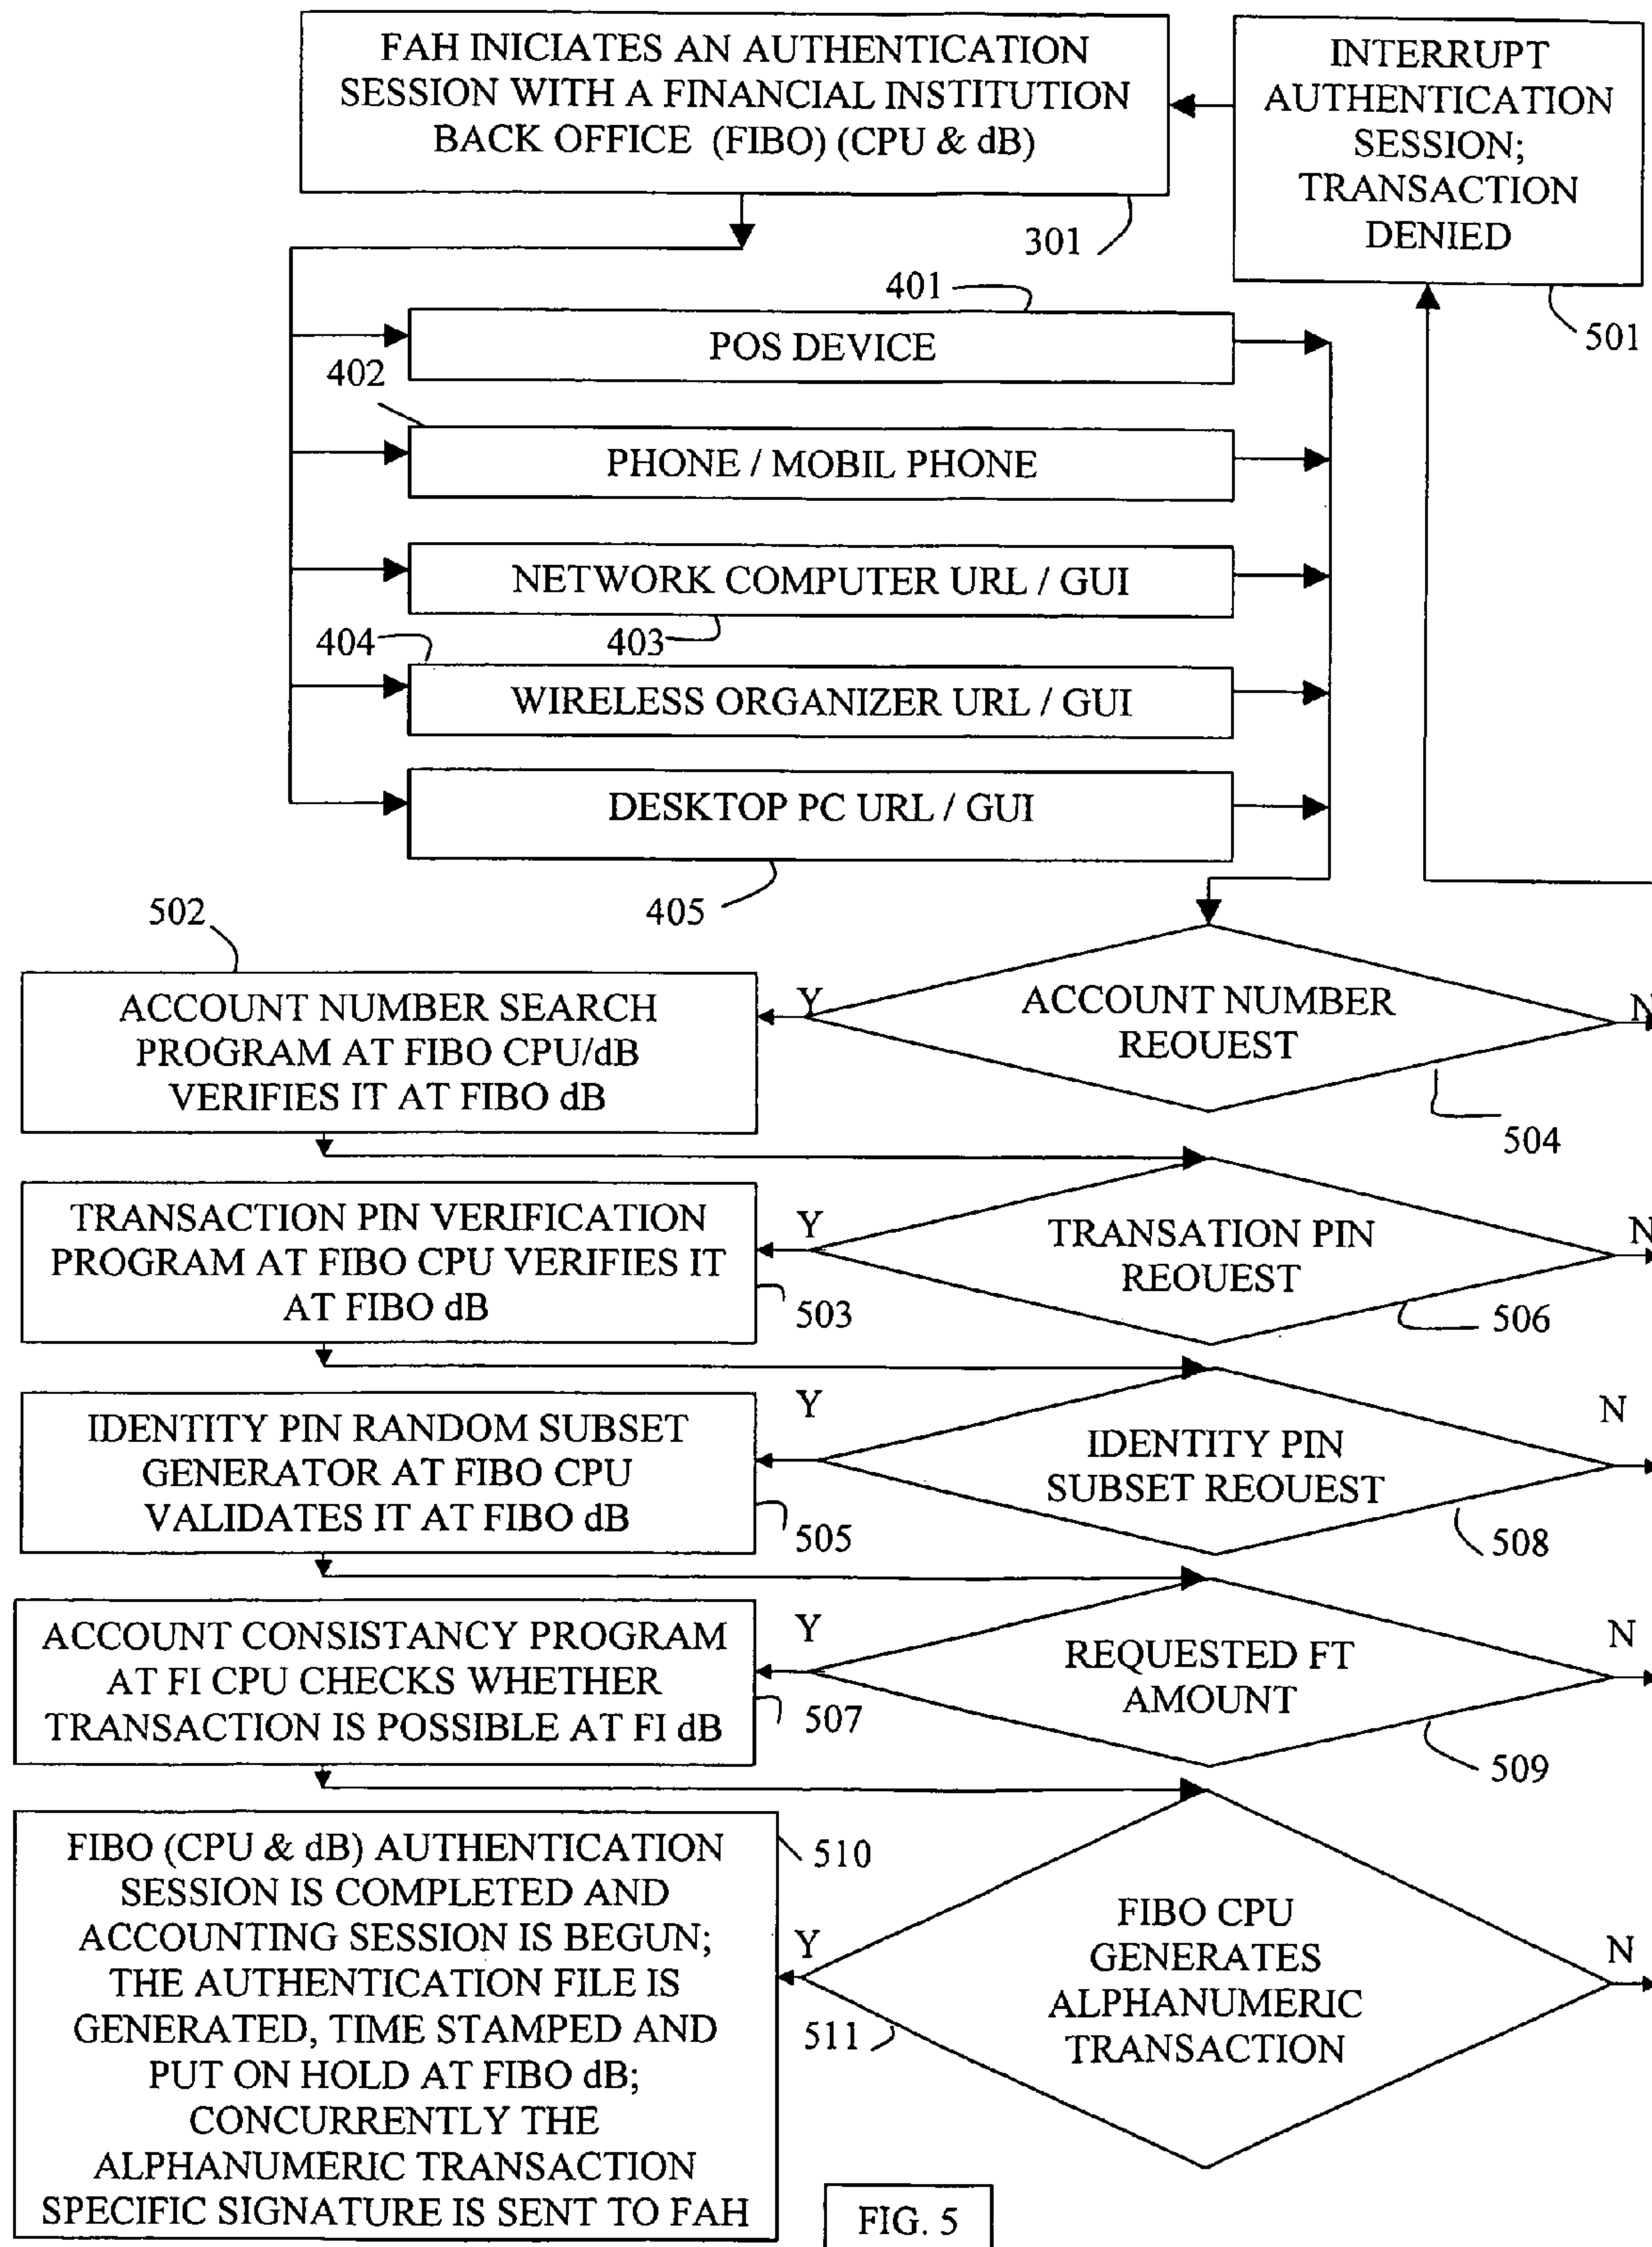 FAH INICIATES AN AUTHENTICATION
SESSION WITH A FINANCIAL INSTITUTION
BACK OFFICE (FIBO) (CPU & dB)
301
INTERRUPT
AUTHENTICATION
SESSION;
TRANSACTION
DENIED
501
401
POS DEVICE
402
PHONE / MOBIL PHONE
NETWORK COMPUTER URL / GUI
403
404
WIRELESS ORGANIZER URL / GUI
DESKTOP PC URL / GUI
405
502
ACCOUNT NUMBER SEARCH
PROGRAM AT FIBO CPU/dB
VERIFIES IT AT FIBO dB
Y
ACCOUNT NUMBER
REOUEST
N
504
TRANSACTION PIN VERIFICATION
PROGRAM AT FIBO CPU VERIFIES IT
AT FIBO dB
503
Y
TRANSATION PIN
REOUEST
N
506
IDENTITY PIN RANDOM SUBSET
GENERATOR AT FIBO CPU
VALIDATES IT AT FIBO dB
505
Y
IDENTITY PIN
SUBSET REOUEST
N
508
ACCOUNT CONSISTANCY PROGRAM
AT FI CPU CHECKS WHETHER
TRANSACTION IS POSSIBLE AT FI dB
507
Y
REQUESTED FT
AMOUNT
N
509
FIBO (CPU & dB) AUTHENTICATION
SESSION IS COMPLETED AND
ACCOUNTING SESSION IS BEGUN;
THE AUTHENTICATION FILE IS
GENERATED, TIME STAMPED AND
PUT ON HOLD AT FIBO dB;
CONCURRENTLY THE
ALPHANUMERIC TRANSACTION
SPECIFIC SIGNATURE IS SENT TO FAH
510
Y
FIBO CPU
GENERATES
ALPHANUMERIC
TRANSACTION
N
511
FIG. 5